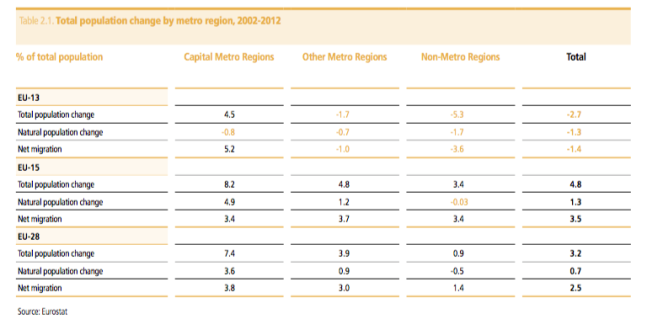 Table 2.1. Total population change by metro region, 2002-2012
% of total population Capital Metro Regions Other Metro Regions Non-Metro Regions Total
EU-13
Total population change 4.5 -1.7 -5.3 -2.7
Natural population change -0.8 -0.7 -1.7 -1.3
Net migration 5.2 -1.0 -3.6 -1.4
EU-15
Total population change 8.2 4.8 3.4 4.8
Natural population change 4.9 1.2 -0.03 1.3
Net migration 3.4 3.7 3.4 3.5
EU-28
Total population change 7.4 3.9 0.9 3.2
Natural population change 3.6 0.9 -0.5 0.7
Net migration 3.8 3.0 1.4 2.5
Source: Eurostat